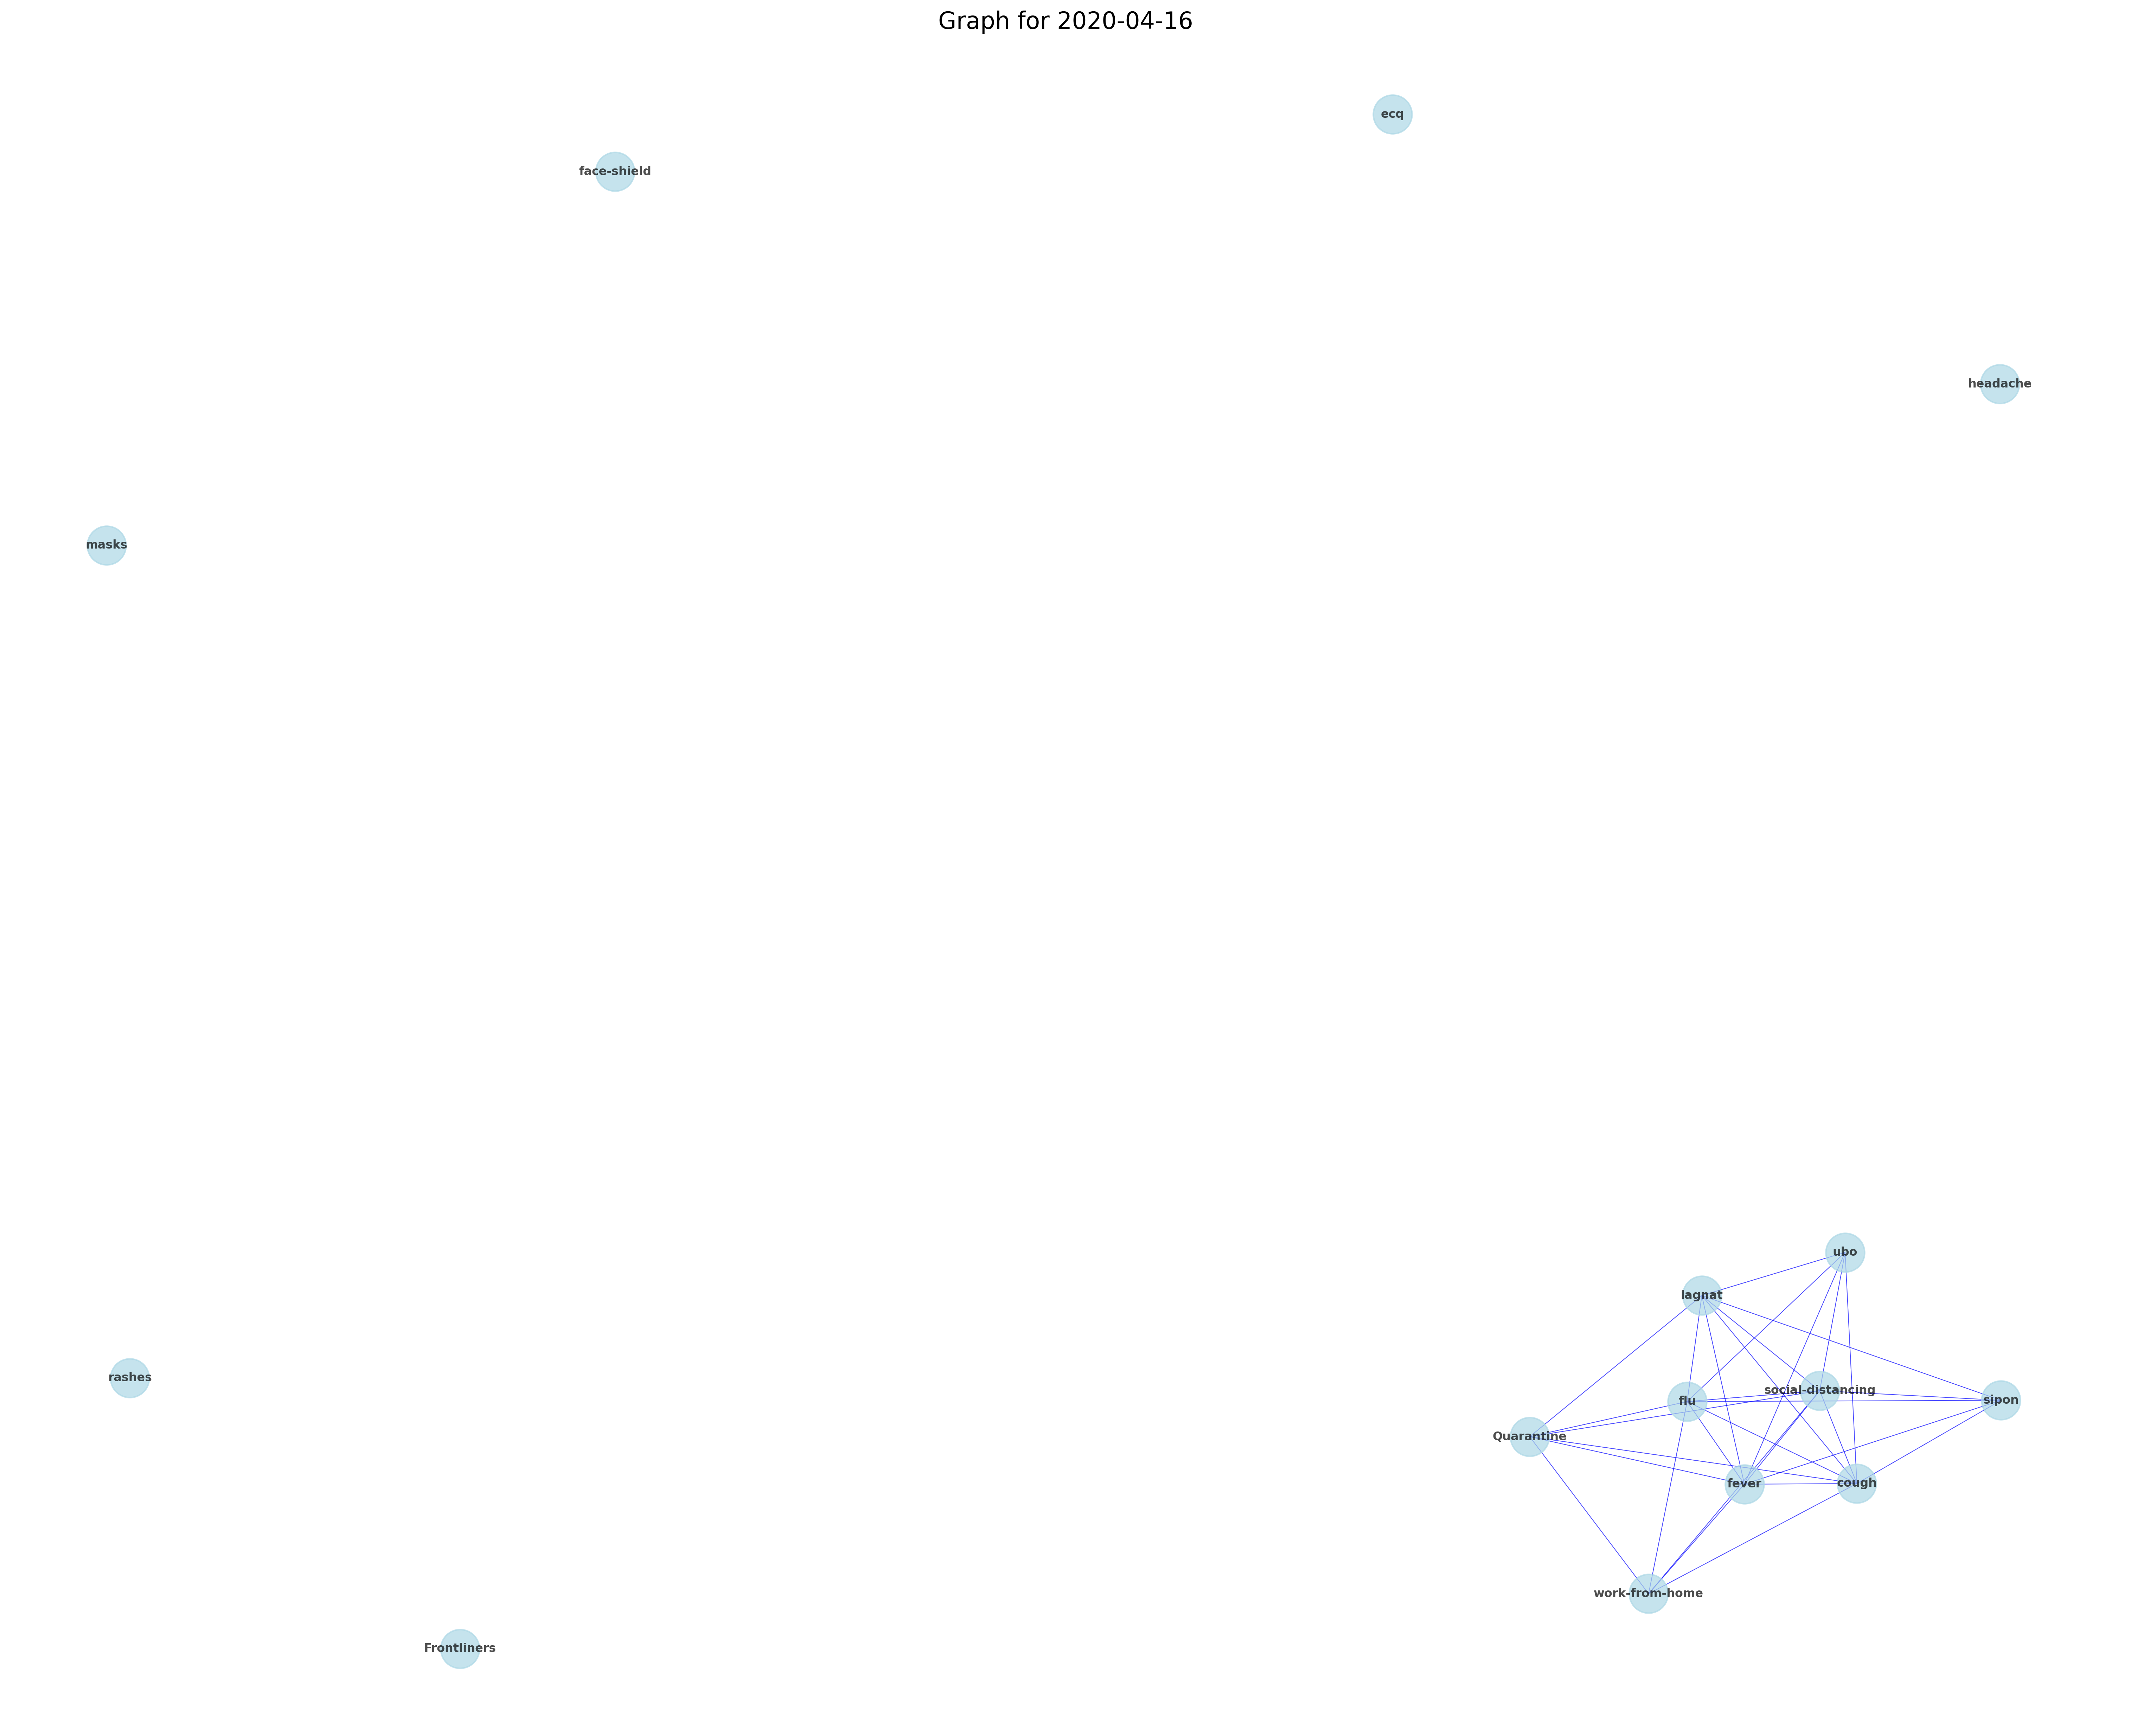 Graph for 2020-04-16
ecq
face-shield
headache
masks
ubo
lagnat
rashes
social-distancing
flu
sipon
Quarantine
fever
cough
work-from-home
Frontliners